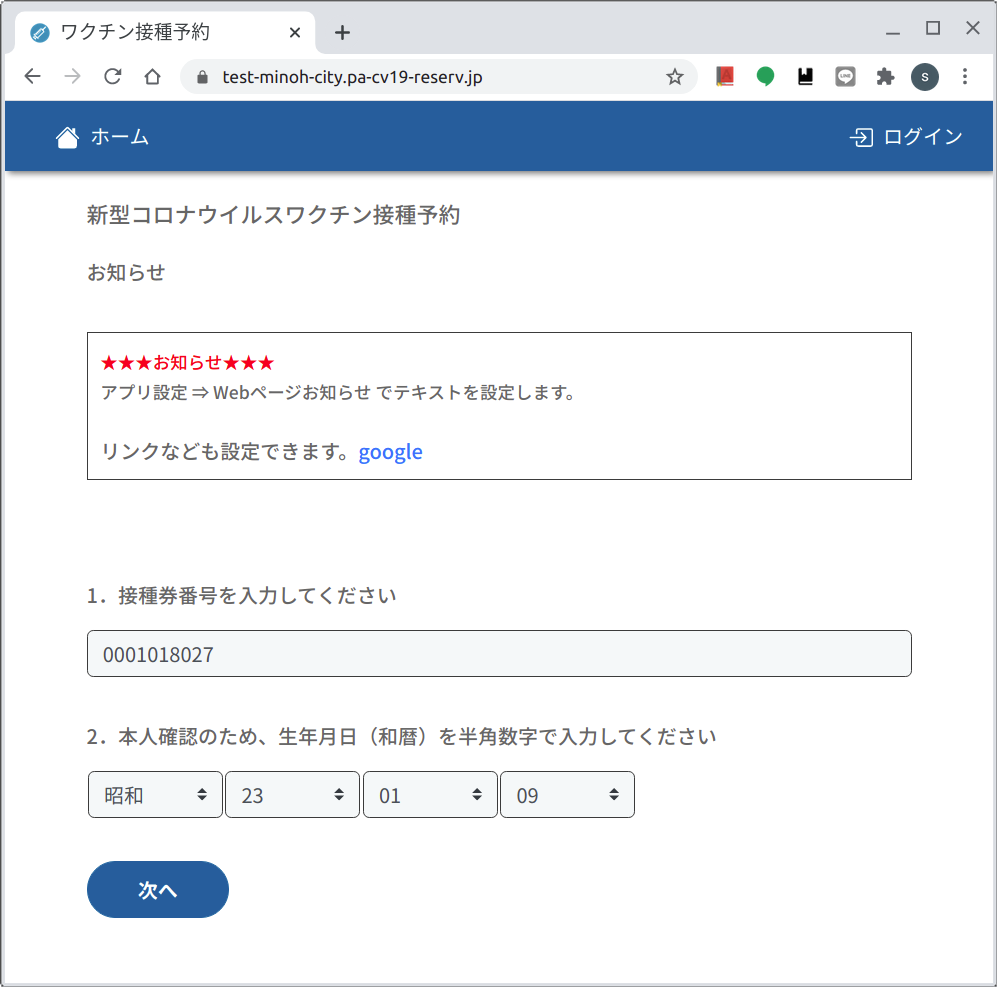 ワクチン接種予約
test-minoh-city.pa-cv19-reserv.jp
S
ホーム
ログイン
新型コロナウイルスワクチン接種予約
お知らせ
★★★お知らせ★★★
アプリ設定 ⇒ Webページお知らせ でテキストを設定します。
リンクなども設定できます。google
1．接種券番号を入力してください
0001018027
2．本人確認のため、生年月日（和暦）を半角数字で入力してください
昭和 23 01 09
次へ